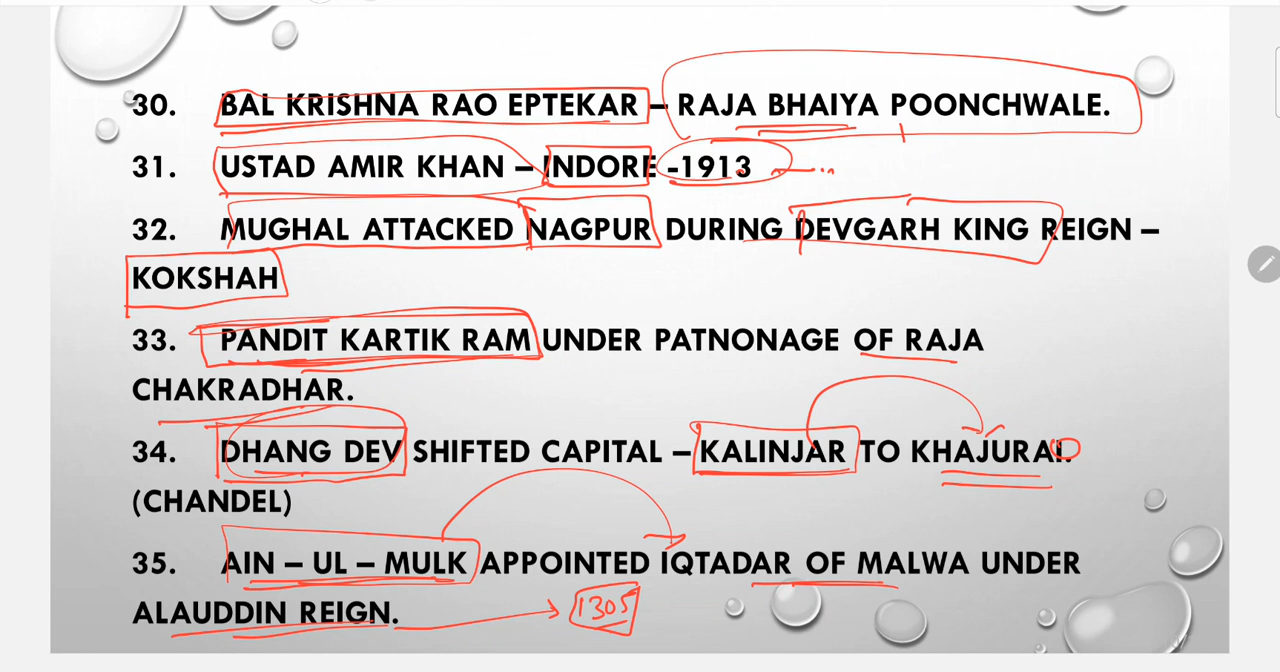 30. BAL KRISHNA RAO EPTEKAR – RAJA BHAIYA POONCHWALE.
31. USTAD AMIR KHAN – INDORE -1913
32. MUGHAL ATTACKED NAGPUR DURING DEVGARH KING REIGN –
KOKSHAH
33. PANDIT KARTIK RAM UNDER PATNONAGE OF RAJA
CHAKRADHAR.
34. DHANG DEV SHIFTED CAPITAL – KALINJAR TO KHAJURAI.
(CHANDEL)
35. AIN – UL – MULK APPOINTED IQTADAR OF MALWA UNDER
ALAUDDIN REIGN. 1305